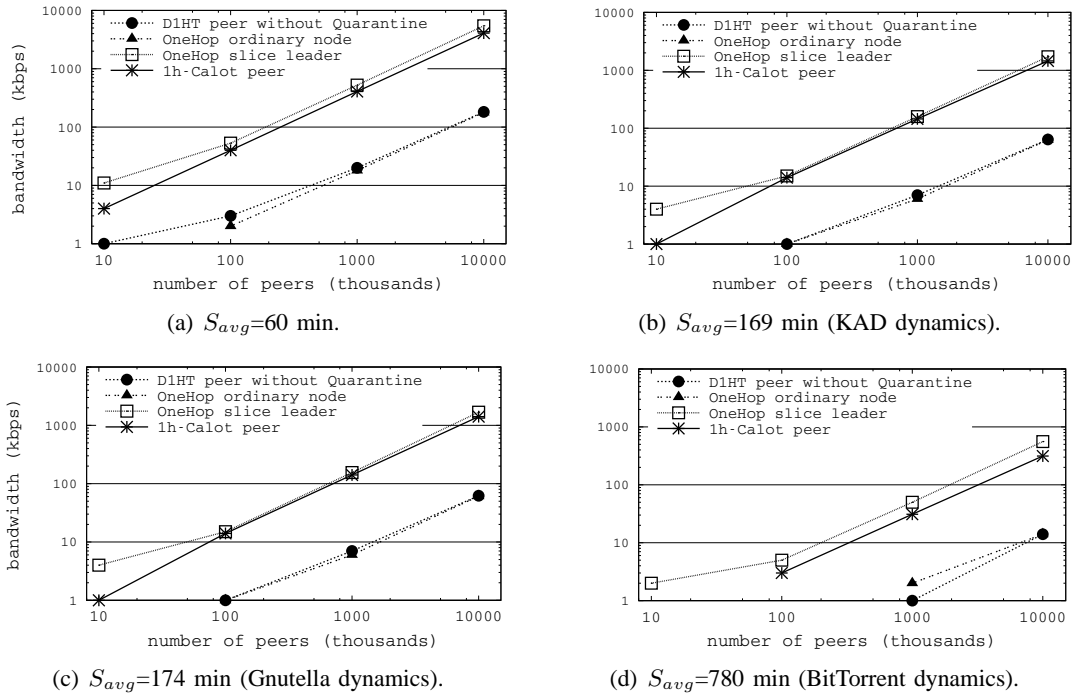 10000
1000
100
10
1
bandwidth (kbps)
D1HT peer without Quarantine
OneHop ordinary node
OneHop slice leader
1h-Calot peer
10 100 1000 10000
number of peers (thousands)
(a) S_avg=60 min.
10000
1000
100
10
1
D1HT peer without Quarantine
OneHop ordinary node
OneHop slice leader
1h-Calot peer
10 100 1000 10000
number of peers (thousands)
(b) S_avg=169 min (KAD dynamics).
10000
1000
100
10
1
bandwidth (kbps)
D1HT peer without Quarantine
OneHop ordinary node
OneHop slice leader
1h-Calot peer
10 100 1000 10000
number of peers (thousands)
(c) S_avg=174 min (Gnutella dynamics).
10000
1000
100
10
1
D1HT peer without Quarantine
OneHop ordinary node
OneHop slice leader
1h-Calot peer
10 100 1000 10000
number of peers (thousands)
(d) S_avg=780 min (BitTorrent dynamics).